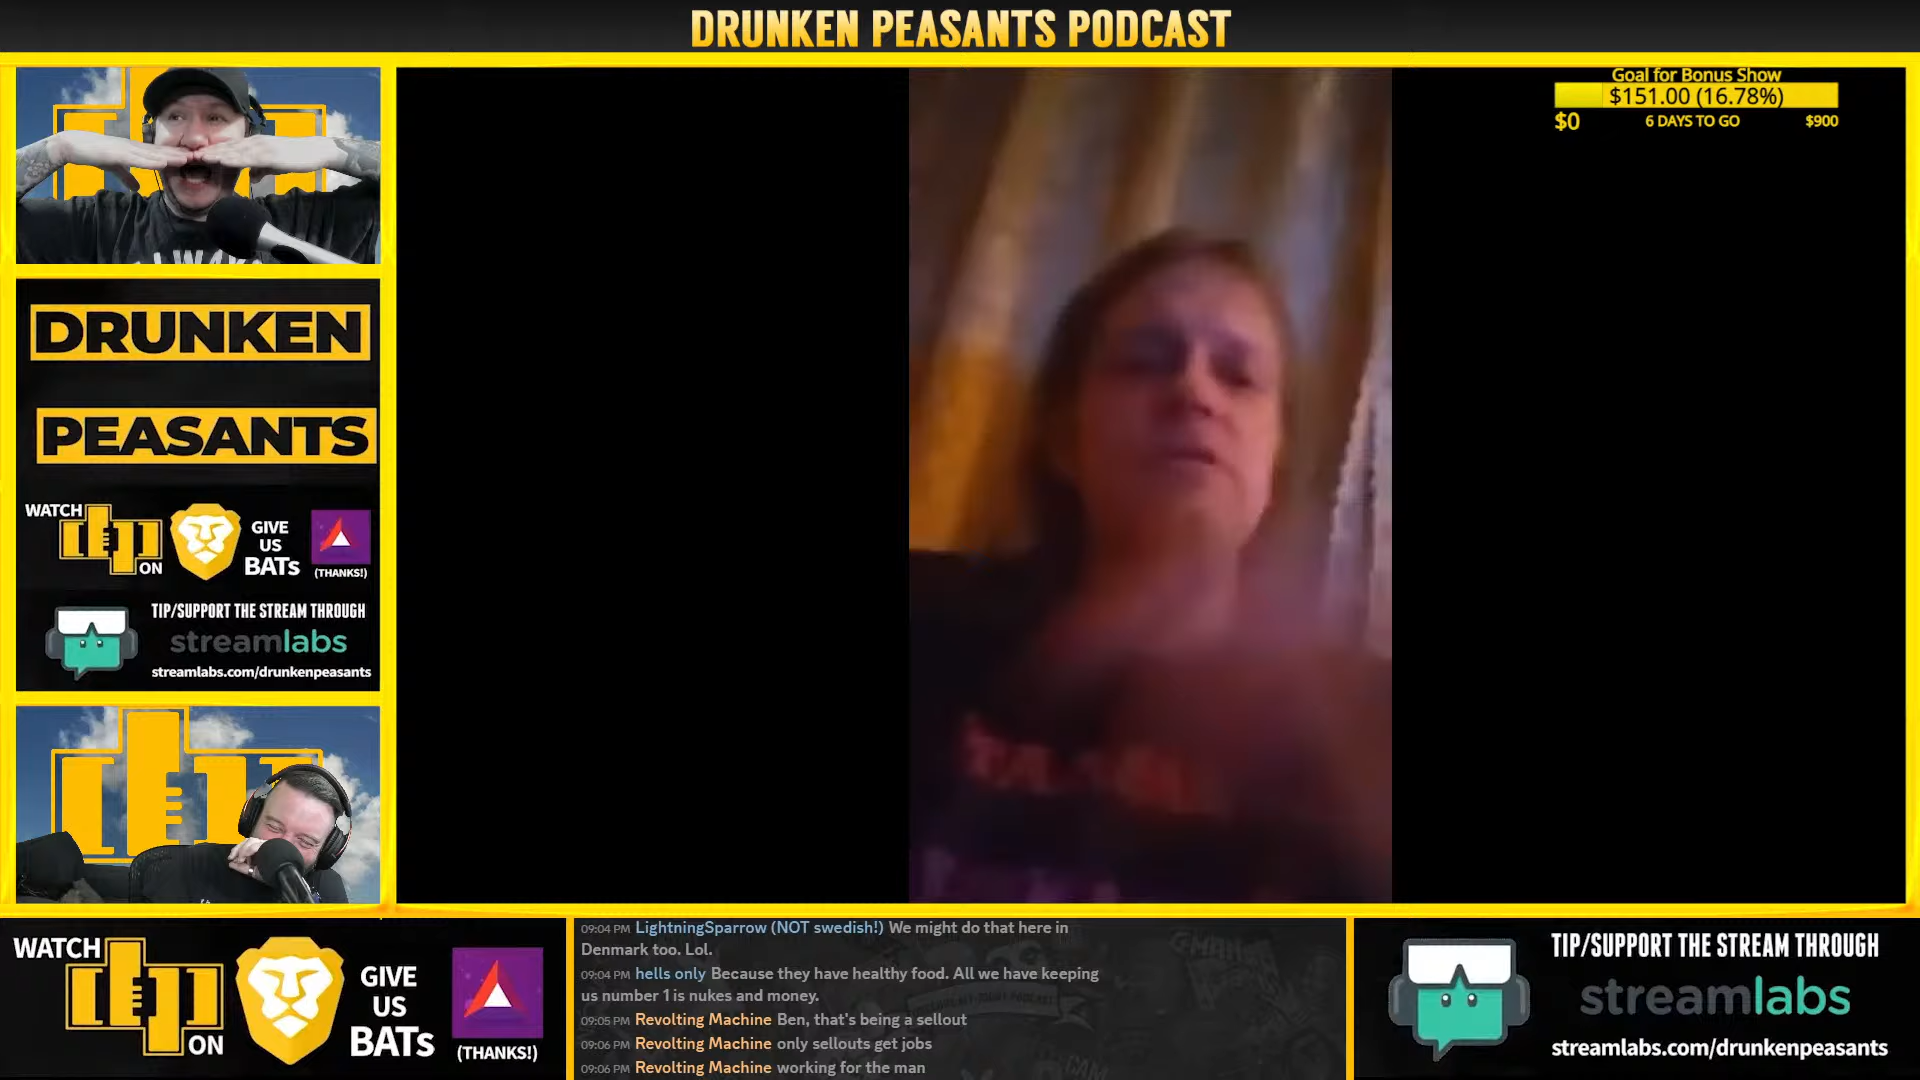 DRUNKEN PEASANTS PODCAST
Goal for Bonus Show
$151.00 (16.78%)
$0 6 DAYS TO GO $900
DRUNKEN
PEASANTS
WATCH
ON
GIVE
US
BATs
(THANKS!)
TIP/SUPPORT THE STREAM THROUGH
streamlabs
streamlabs.com/drunkenpeasants
WATCH
ON
GIVE
US
BATs
(THANKS!)
09:04 PM LightningSparrow (NOT swedish!) We might do that here in
Denmark too. Lol.
09:04 PM hells only Because they have healthy food. All we have keeping
us number 1 is nukes and money.
09:05 PM Revolting Machine Ben, that's being a sellout
09:06 PM Revolting Machine only sellouts get jobs
09:06 PM Revolting Machine working for the man
TIP/SUPPORT THE STREAM THROUGH
streamlabs
streamlabs.com/drunkenpeasants